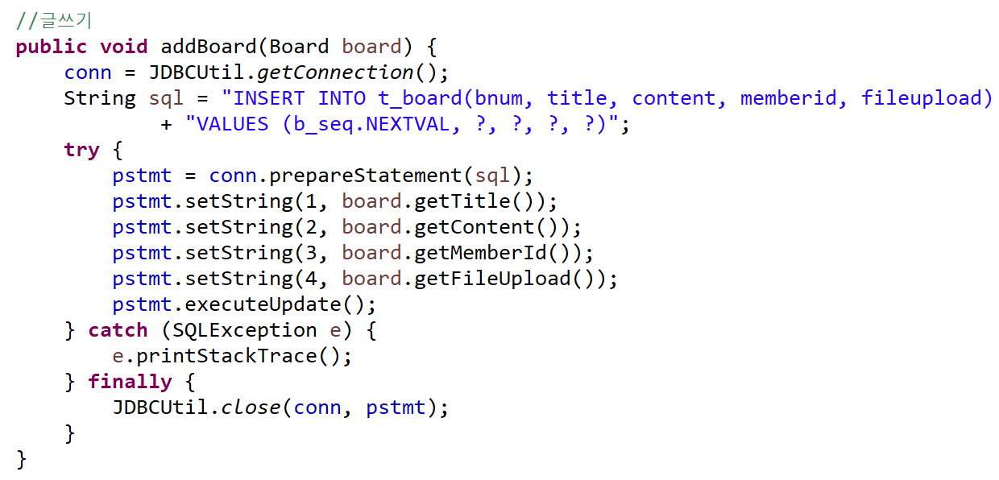 //글쓰기
public void addBoard(Board board) {
    conn = JDBCUtil.getConnection();
    String sql = "INSERT INTO t_board(bnum, title, content, memberid, fileupload)
            + "VALUES (b_seq.NEXTVAL, ?, ?, ?, ?)";
    try {
        pstmt = conn.prepareStatement(sql);
        pstmt.setString(1, board.getTitle());
        pstmt.setString(2, board.getContent());
        pstmt.setString(3, board.getMemberId());
        pstmt.setString(4, board.getFileUpload());
        pstmt.executeUpdate();
    } catch (SQLException e) {
        e.printStackTrace();
    } finally {
        JDBCUtil.close(conn, pstmt);
    }
}